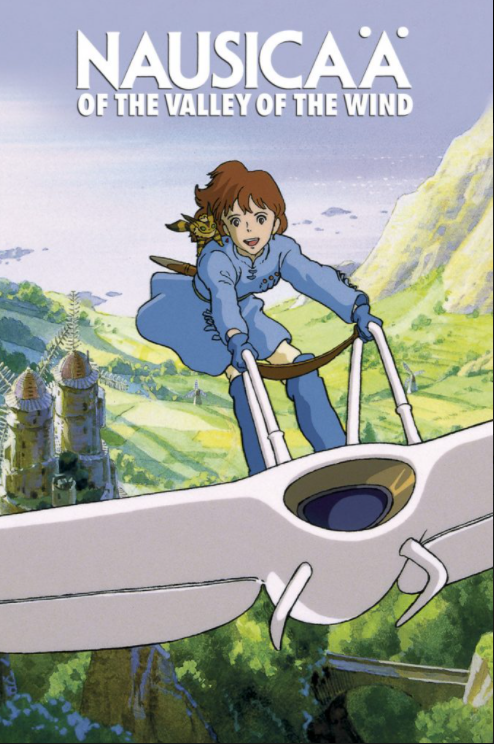 NAUSICAÄ
OF THE VALLEY OF THE WIND